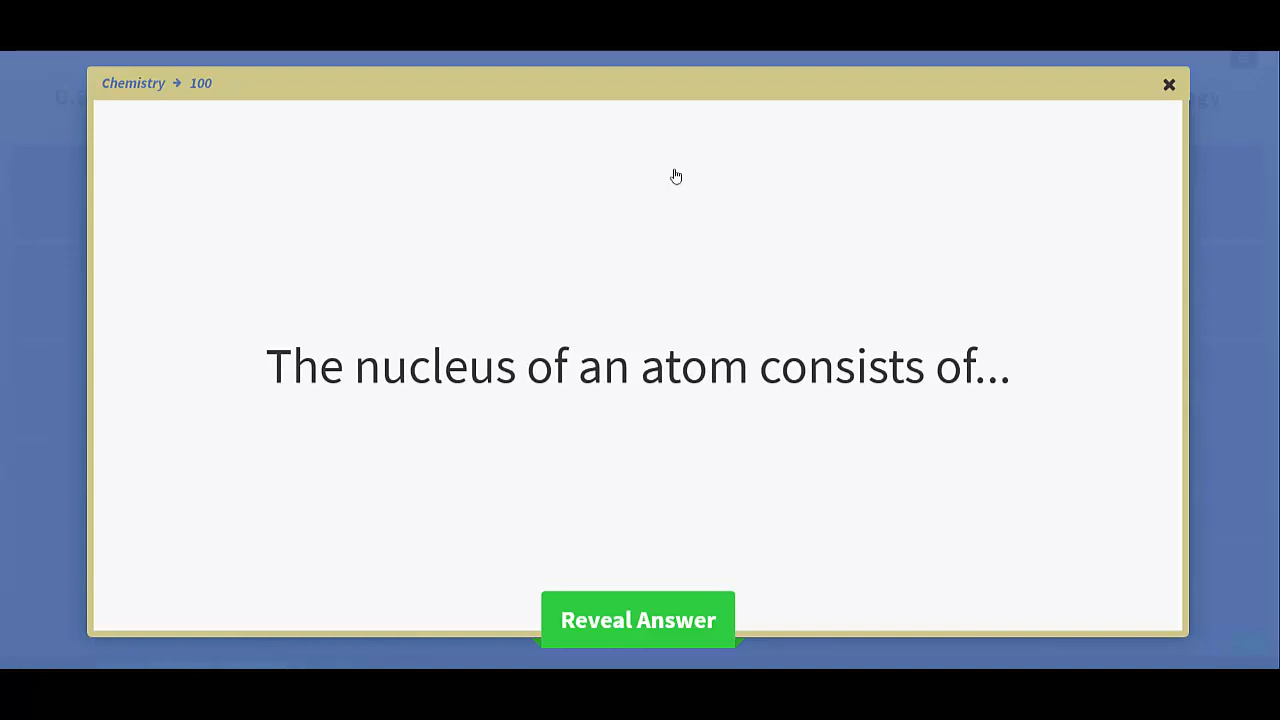 Chemistry → 100
The nucleus of an atom consists of...
Reveal Answer